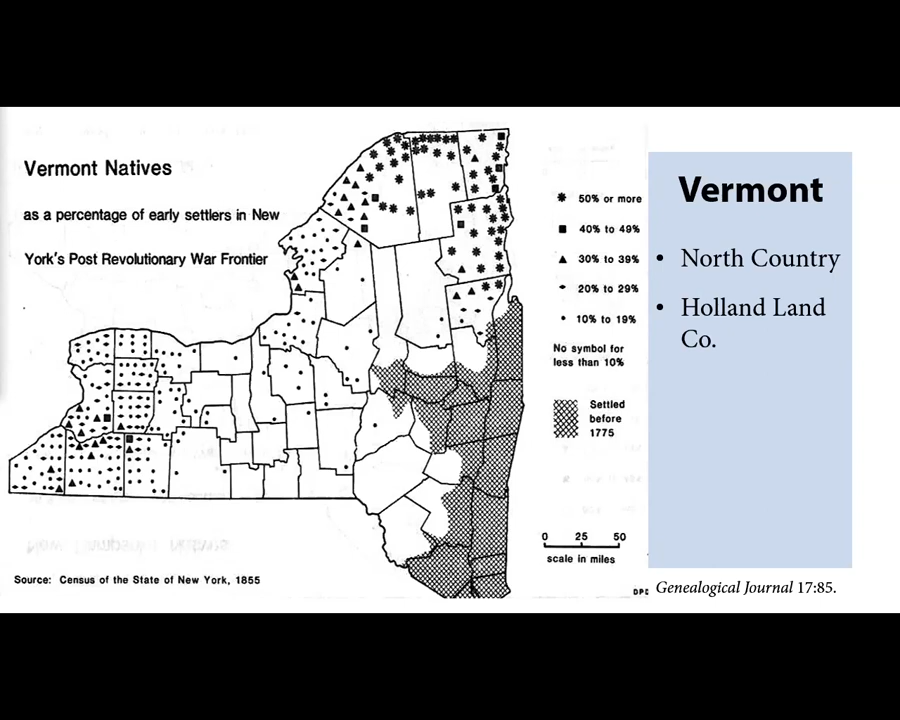 Vermont Natives
as a percentage of early settlers in New
York's Post Revolutionary War Frontier
50% or more
40% to 49%
30% to 39%
20% to 29%
10% to 19%
No symbol for
less than 10%
Settled
before
1775
0 25 50
scale in miles
Source: Census of the State of New York, 1855
Vermont
• North Country
• Holland Land
Co.
Genealogical Journal 17:85.